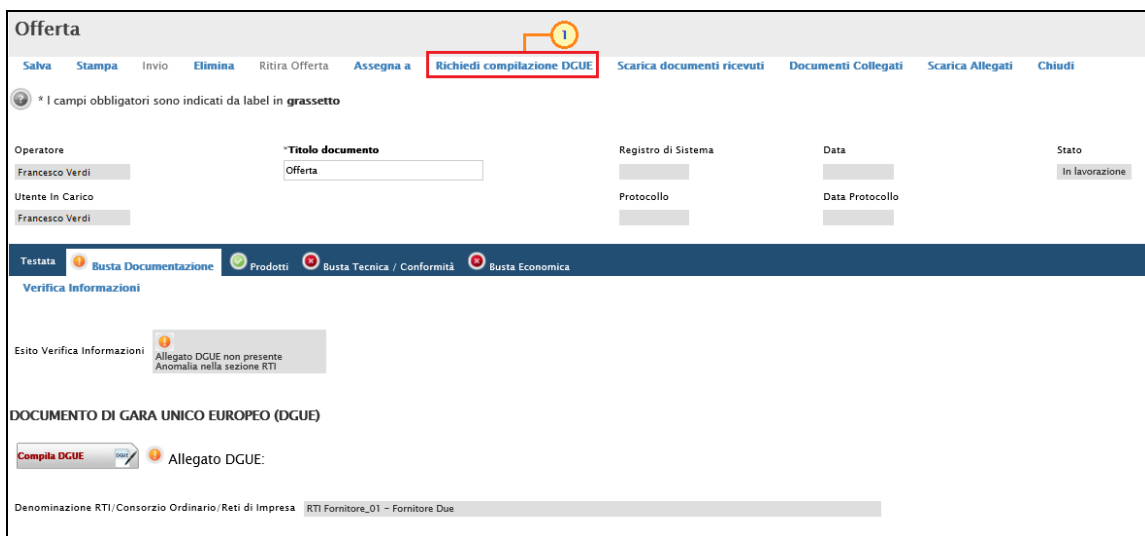 Offerta
1
Salva Stampa Invio Elimina Ritira Offerta Assegna a Richiedi compilazione DGUE Scarica documenti ricevuti Documenti Collegati Scarica Allegati Chiudi
? * I campi obbligatori sono indicati da label in grassetto
Operatore *Titolo documento Registro di Sistema Data Stato
Francesco Verdi Offerta In lavorazione
Utente In Carico Protocollo Data Protocollo
Francesco Verdi
Testata Busta Documentazione Prodotti Busta Tecnica / Conformità Busta Economica
Verifica Informazioni
Esito Verifica Informazioni
Allegato DGUE non presente
Anomalia nella sezione RTI
DOCUMENTO DI GARA UNICO EUROPEO (DGUE)
Compila DGUE DGUE Allegato DGUE:
Denominazione RTI/Consorzio Ordinario/Reti di Impresa RTI Fornitore_01 - Fornitore Due